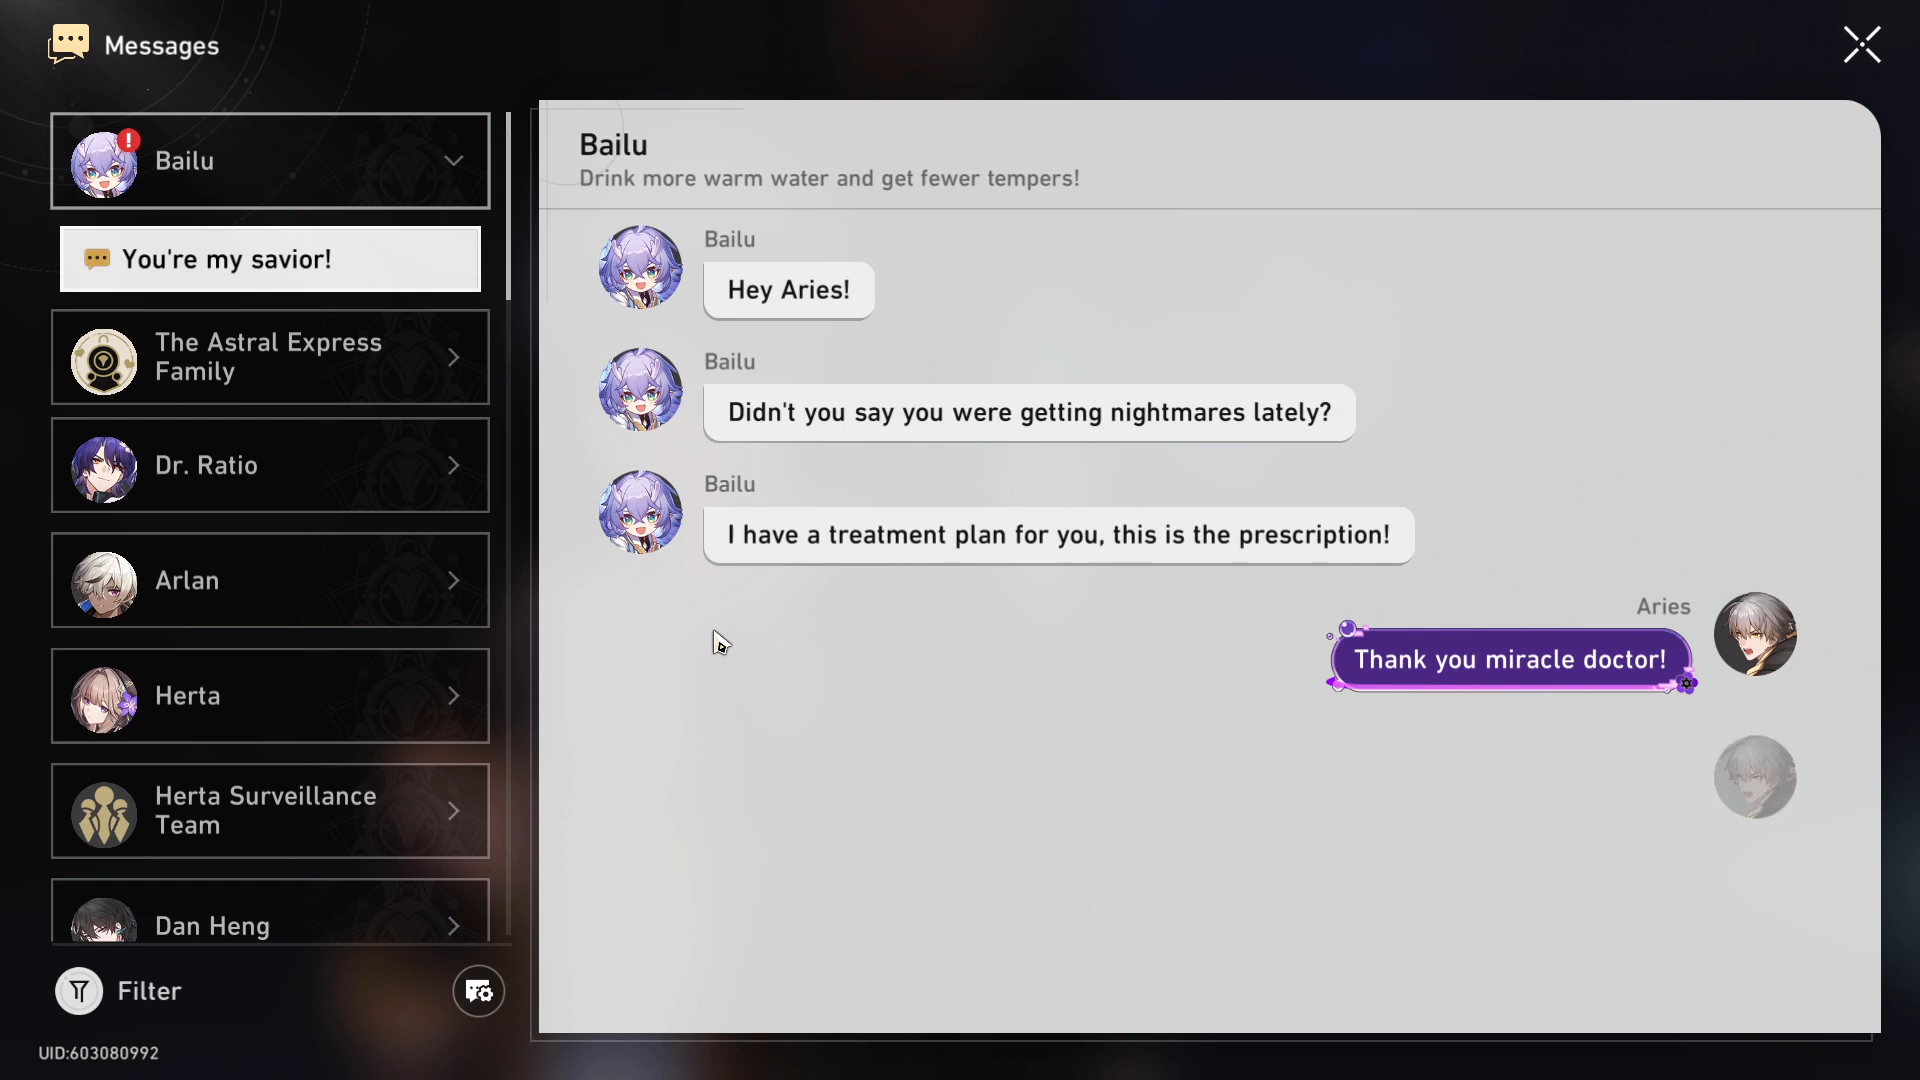 Messages
Bailu
You're my savior!
The Astral Express
Family
Dr. Ratio
Arlan
Herta
Herta Surveillance
Team
Dan Heng
Filter
UID:603080992
Bailu
Drink more warm water and get fewer tempers!
Bailu
Hey Aries!
Bailu
Didn't you say you were getting nightmares lately?
Bailu
I have a treatment plan for you, this is the prescription!
Aries
Thank you miracle doctor!